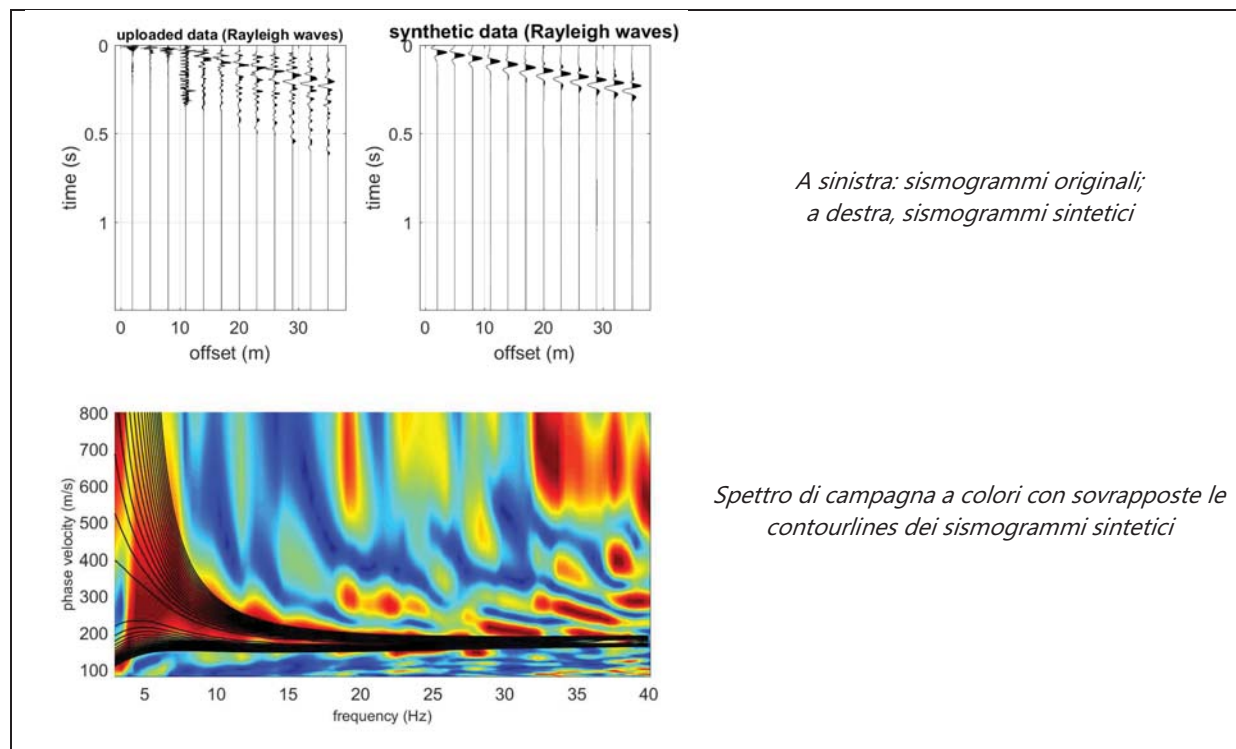 uploaded data (Rayleigh waves)
0
0.5
1
time (s)
0 10 20 30
offset (m)
synthetic data (Rayleigh waves)
0
0.5
1
time (s)
0 10 20 30
offset (m)
A sinistra: sismogrammi originali;
a destra, sismogrammi sintetici
800
700
600
500
400
300
200
100
phase velocity (m/s)
5 10 15 20 25 30 35 40
frequency (Hz)
Spettro di campagna a colori con sovrapposte le
contourlines dei sismogrammi sintetici